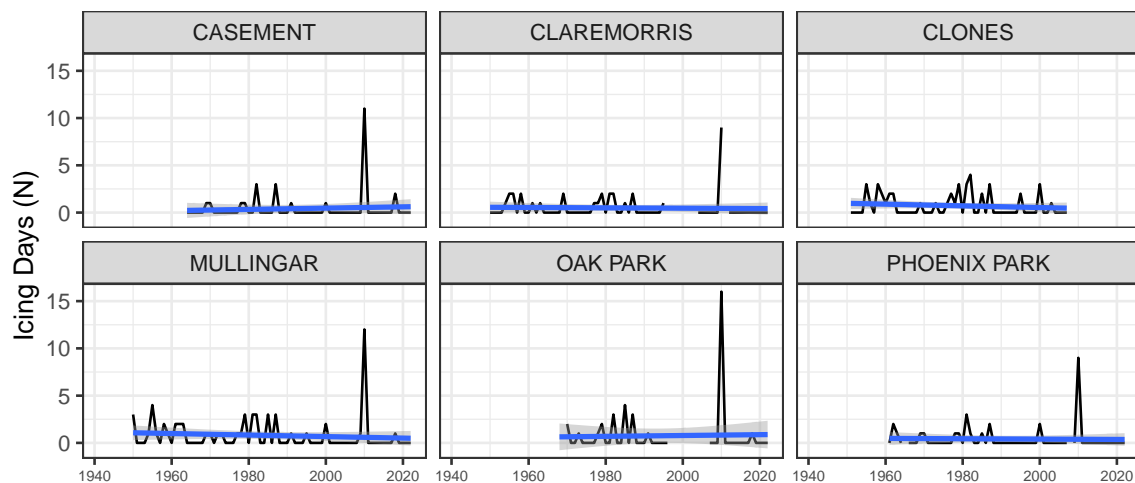 CASEMENT CLAREMORRIS CLONES
15
10
5
0
Icing Days (N)
MULLINGAR OAK PARK PHOENIX PARK
15
10
5
0
1940 1960 1980 2000 2020 1940 1960 1980 2000 2020 1940 1960 1980 2000 2020